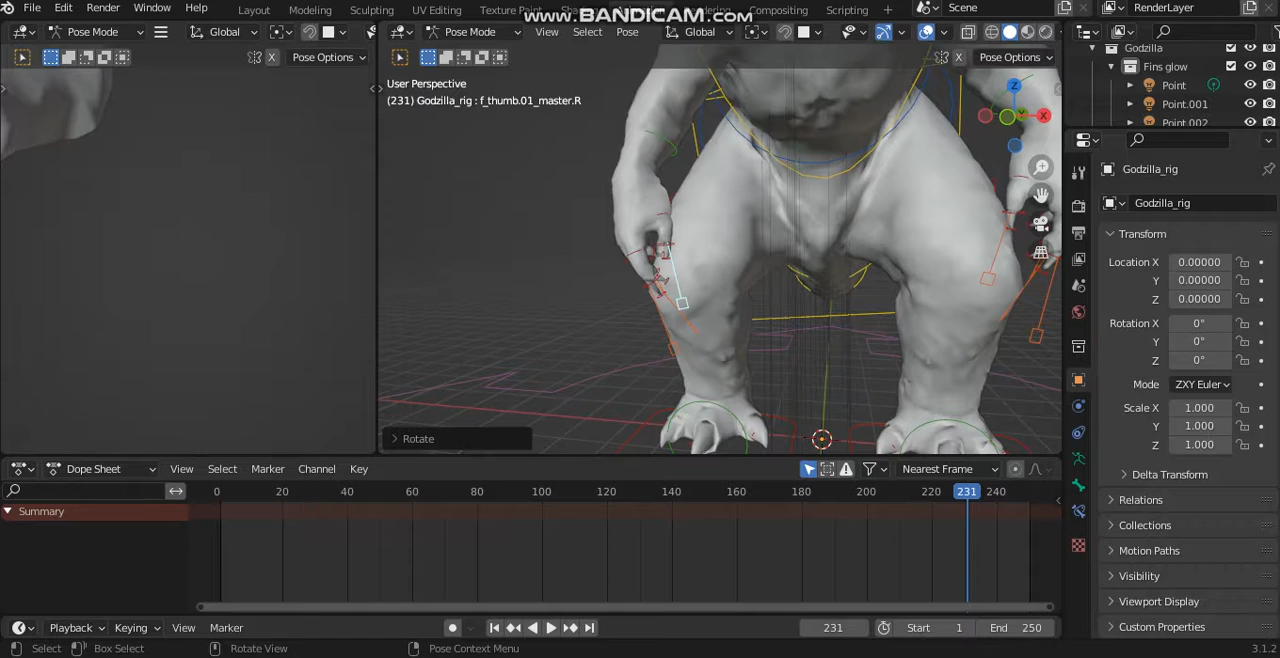 File Edit Render Window Help Layout Modeling Sculpting UV Editing Texture Paint Compositing Scripting + Scene RenderLayer
www.BANDICAM.com
Pose Mode Global Pose Mode View Select Pose Global
X Pose Options X Pose Options
User Perspective
(231) Godzilla_rig : f_thumb.01_master.R
Z
X
Rotate
Godzilla
Fins glow
Point
Point.001
Point.002
Godzilla_rig
Godzilla_rig
Transform
Location X 0.00000
Y 0.00000
Z 0.00000
Rotation X 0°
Y 0°
Z 0°
Mode ZXY Euler
Scale X 1.000
Y 1.000
Z 1.000
Delta Transform
Relations
Collections
Motion Paths
Visibility
Viewport Display
Custom Properties
Dope Sheet View Select Marker Channel Key Nearest Frame
0 20 40 60 80 100 120 140 160 180 200 220 231 240
Summary
Playback Keying View Marker 231 Start 1 End 250
Select Box Select Rotate View Pose Context Menu 3.1.2